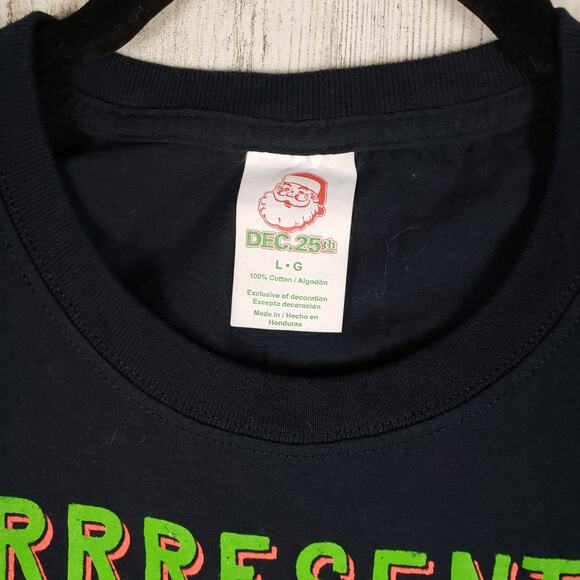 DEC. 25th
L • G
100% Cotton / Algodón
Exclusive of decoration
Excepto decoración
Made in / Hecho en
Honduras
RRRESENT